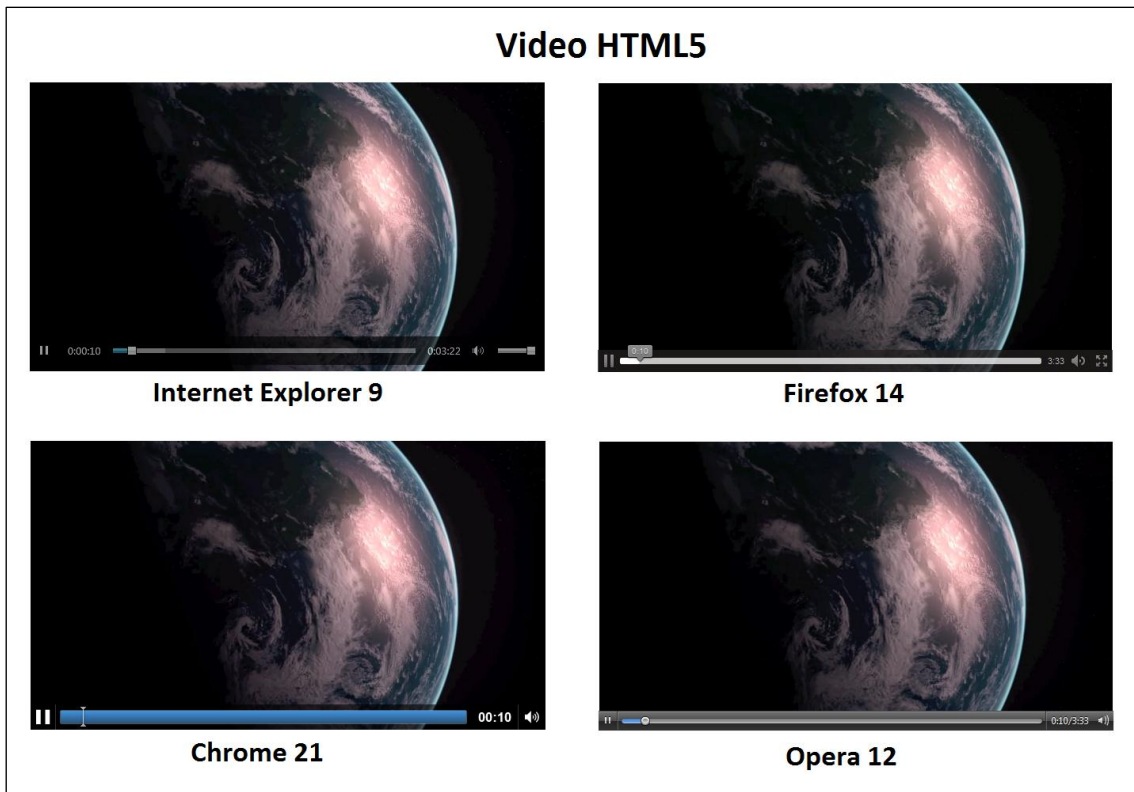 Video HTML5
0:00:10 0:03:22
0:10
3:33
Internet Explorer 9
Firefox 14
00:10
0:10/3:33
Chrome 21
Opera 12